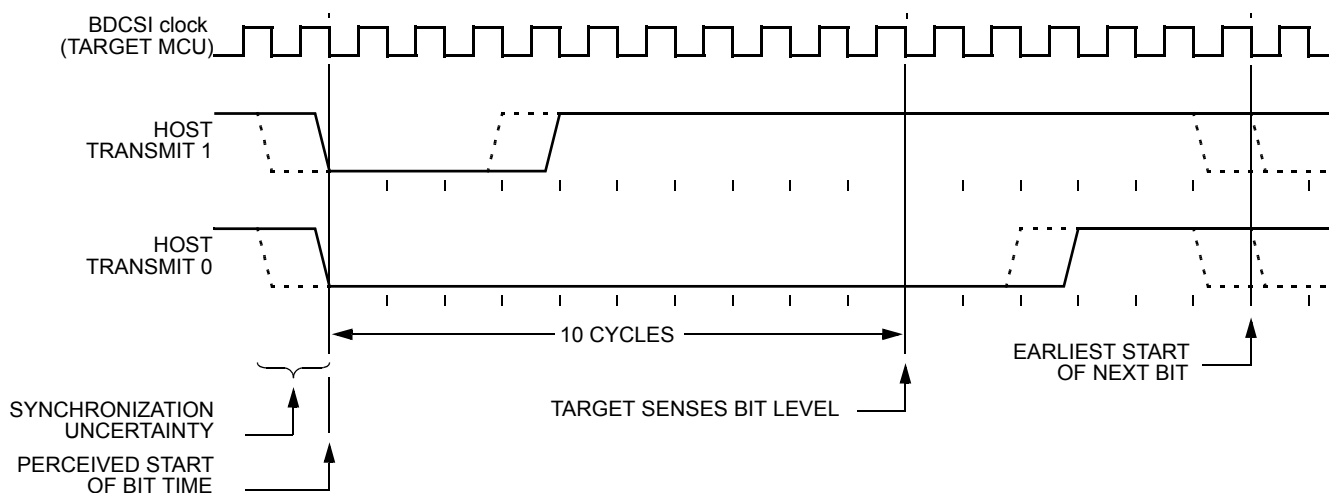 BDCSI clock
(TARGET MCU)
HOST
TRANSMIT 1
HOST
TRANSMIT 0
10 CYCLES
EARLIEST START
OF NEXT BIT
TARGET SENSES BIT LEVEL
SYNCHRONIZATION
UNCERTAINTY
PERCEIVED START
OF BIT TIME